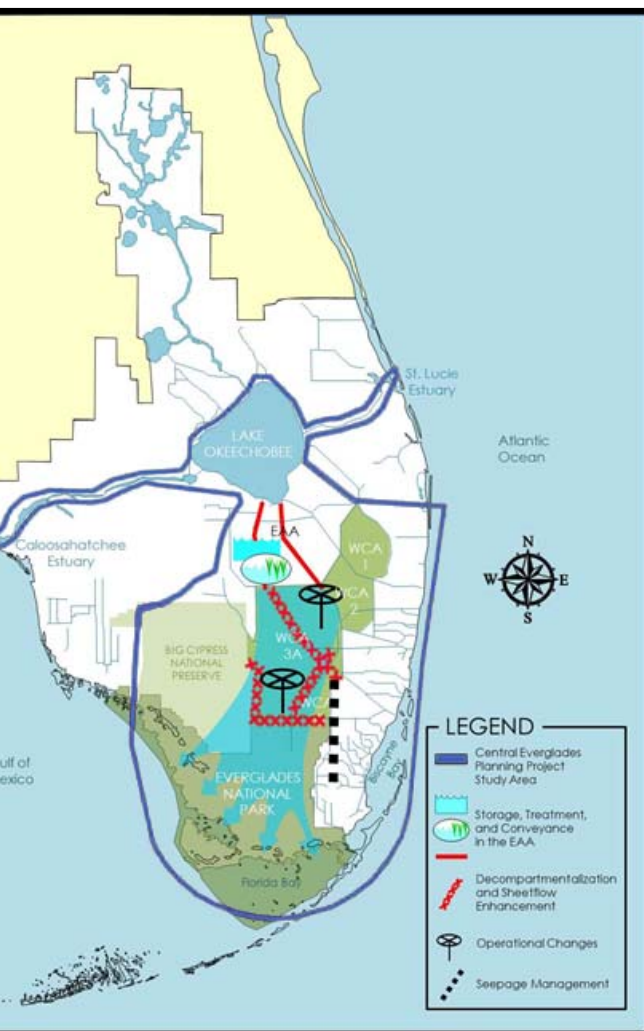 St. Lucie
Estuary
LAKE
OKEECHOBEE
Atlantic
Ocean
EAA
WCA
1
Caloosahatchee
Estuary
N
W E
S
WCA
2
WCA
3A
BIG CYPRESS
NATIONAL
PRESERVE
ulf of
exico
EVERGLADES
NATIONAL
PARK
Biscayne
Bay
Florida Bay
LEGEND
Central Everglades
Planning Project
Study Area
Storage, Treatment,
and Conveyance
in the EAA
Decompartmentalization
and Sheetflow
Enhancement
Operational Changes
Seepage Management